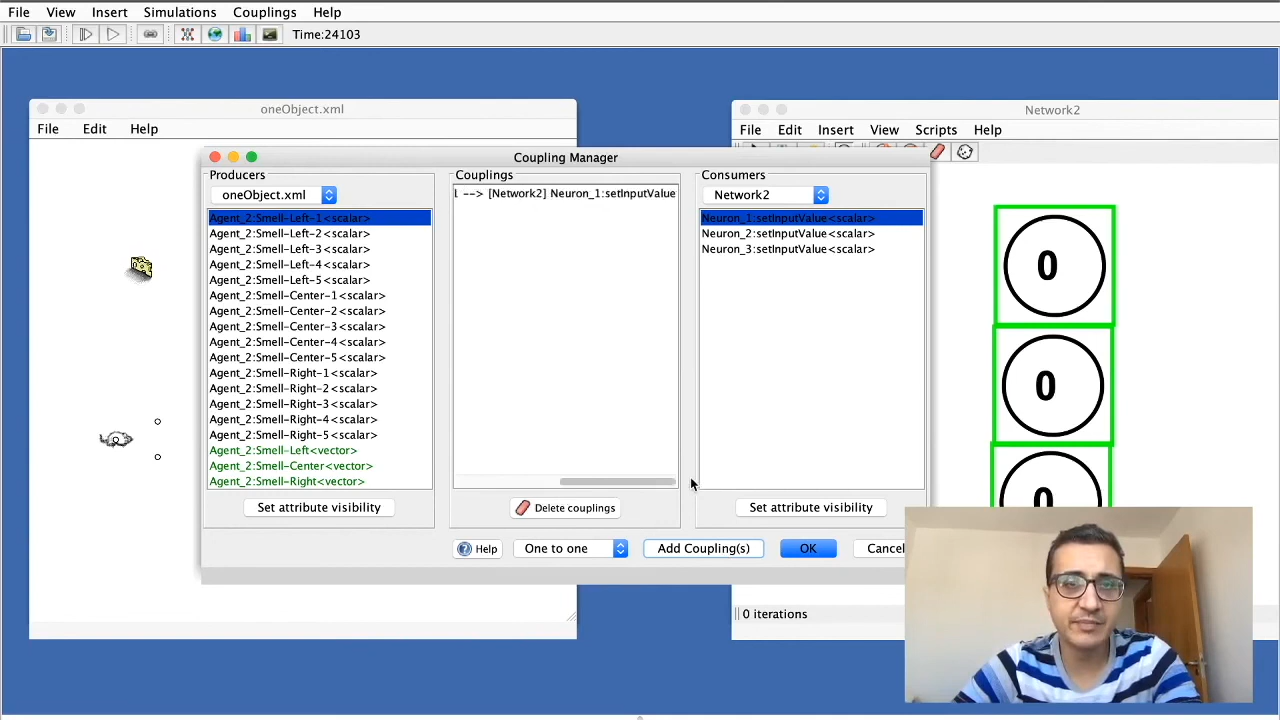 File View Insert Simulations Couplings Help
Time:24103
oneObject.xml
File Edit Help
Network2
File Edit Insert View Scripts Help
Coupling Manager
Producers
oneObject.xml
Agent_2:Smell-Left-1<scalar>
Agent_2:Smell-Left-2<scalar>
Agent_2:Smell-Left-3<scalar>
Agent_2:Smell-Left-4<scalar>
Agent_2:Smell-Left-5<scalar>
Agent_2:Smell-Center-1<scalar>
Agent_2:Smell-Center-2<scalar>
Agent_2:Smell-Center-3<scalar>
Agent_2:Smell-Center-4<scalar>
Agent_2:Smell-Center-5<scalar>
Agent_2:Smell-Right-1<scalar>
Agent_2:Smell-Right-2<scalar>
Agent_2:Smell-Right-3<scalar>
Agent_2:Smell-Right-4<scalar>
Agent_2:Smell-Right-5<scalar>
Agent_2:Smell-Left<vector>
Agent_2:Smell-Center<vector>
Agent_2:Smell-Right<vector>
Set attribute visibility
Couplings
--> [Network2] Neuron_1:setInputValue
Delete couplings
Consumers
Network2
Neuron_1:setInputValue<scalar>
Neuron_2:setInputValue<scalar>
Neuron_3:setInputValue<scalar>
Set attribute visibility
Help
One to one
Add Coupling(s)
OK
Cancel
0
0
0
0 iterations